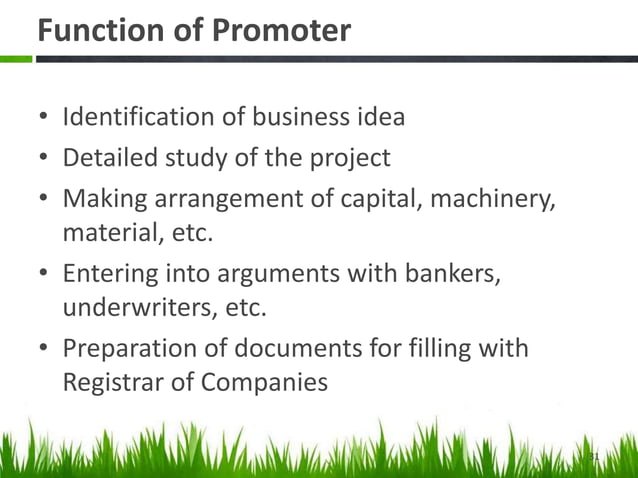 Function of Promoter
• Identification of business idea
• Detailed study of the project
• Making arrangement of capital, machinery,
material, etc.
• Entering into arguments with bankers,
underwriters, etc.
• Preparation of documents for filling with
Registrar of Companies
31